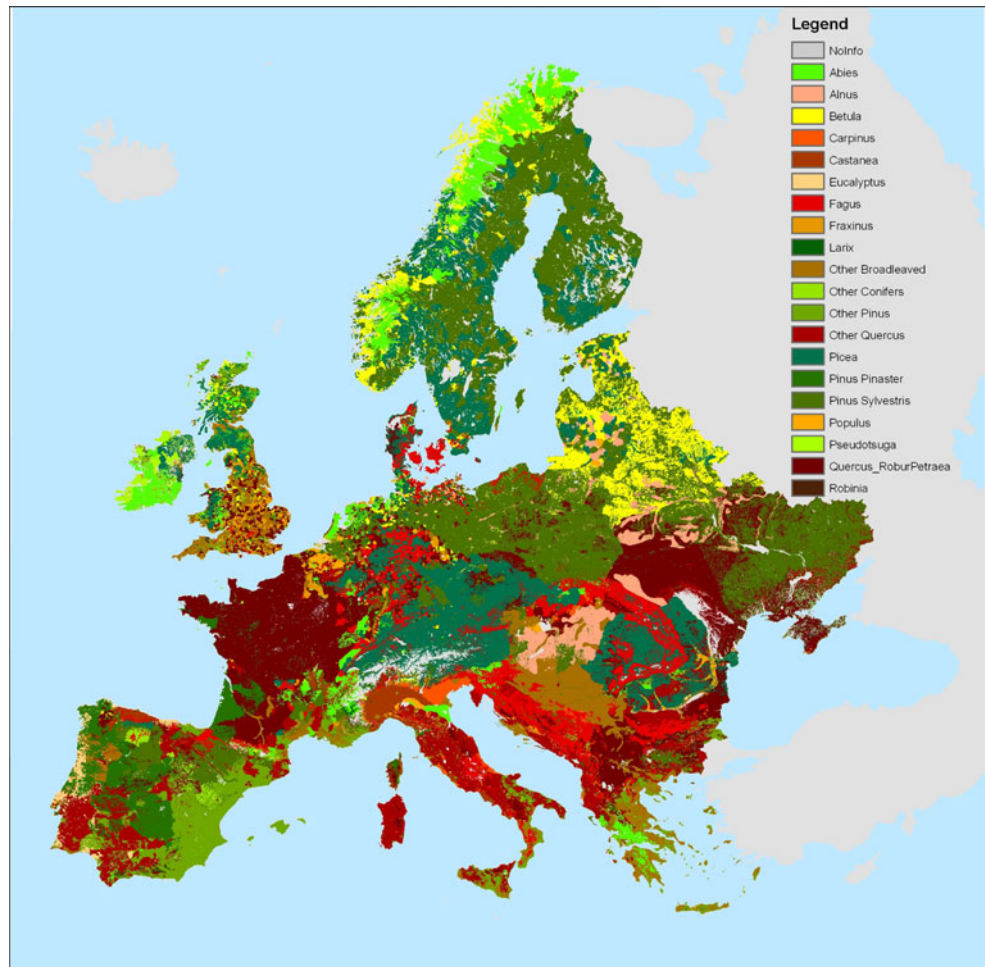 Legend
NoInfo
Abies
Alnus
Betula
Carpinus
Castanea
Eucalyptus
Fagus
Fraxinus
Larix
Other Broadleaved
Other Conifers
Other Pinus
Other Quercus
Picea
Pinus Pinaster
Pinus Sylvestris
Populus
Pseudotsuga
Quercus_RoburPetraea
Robinia